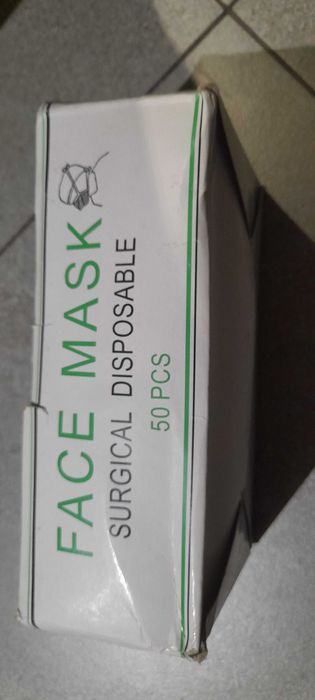 FACE MASK
SURGICAL DISPOSABLE
50 PCS